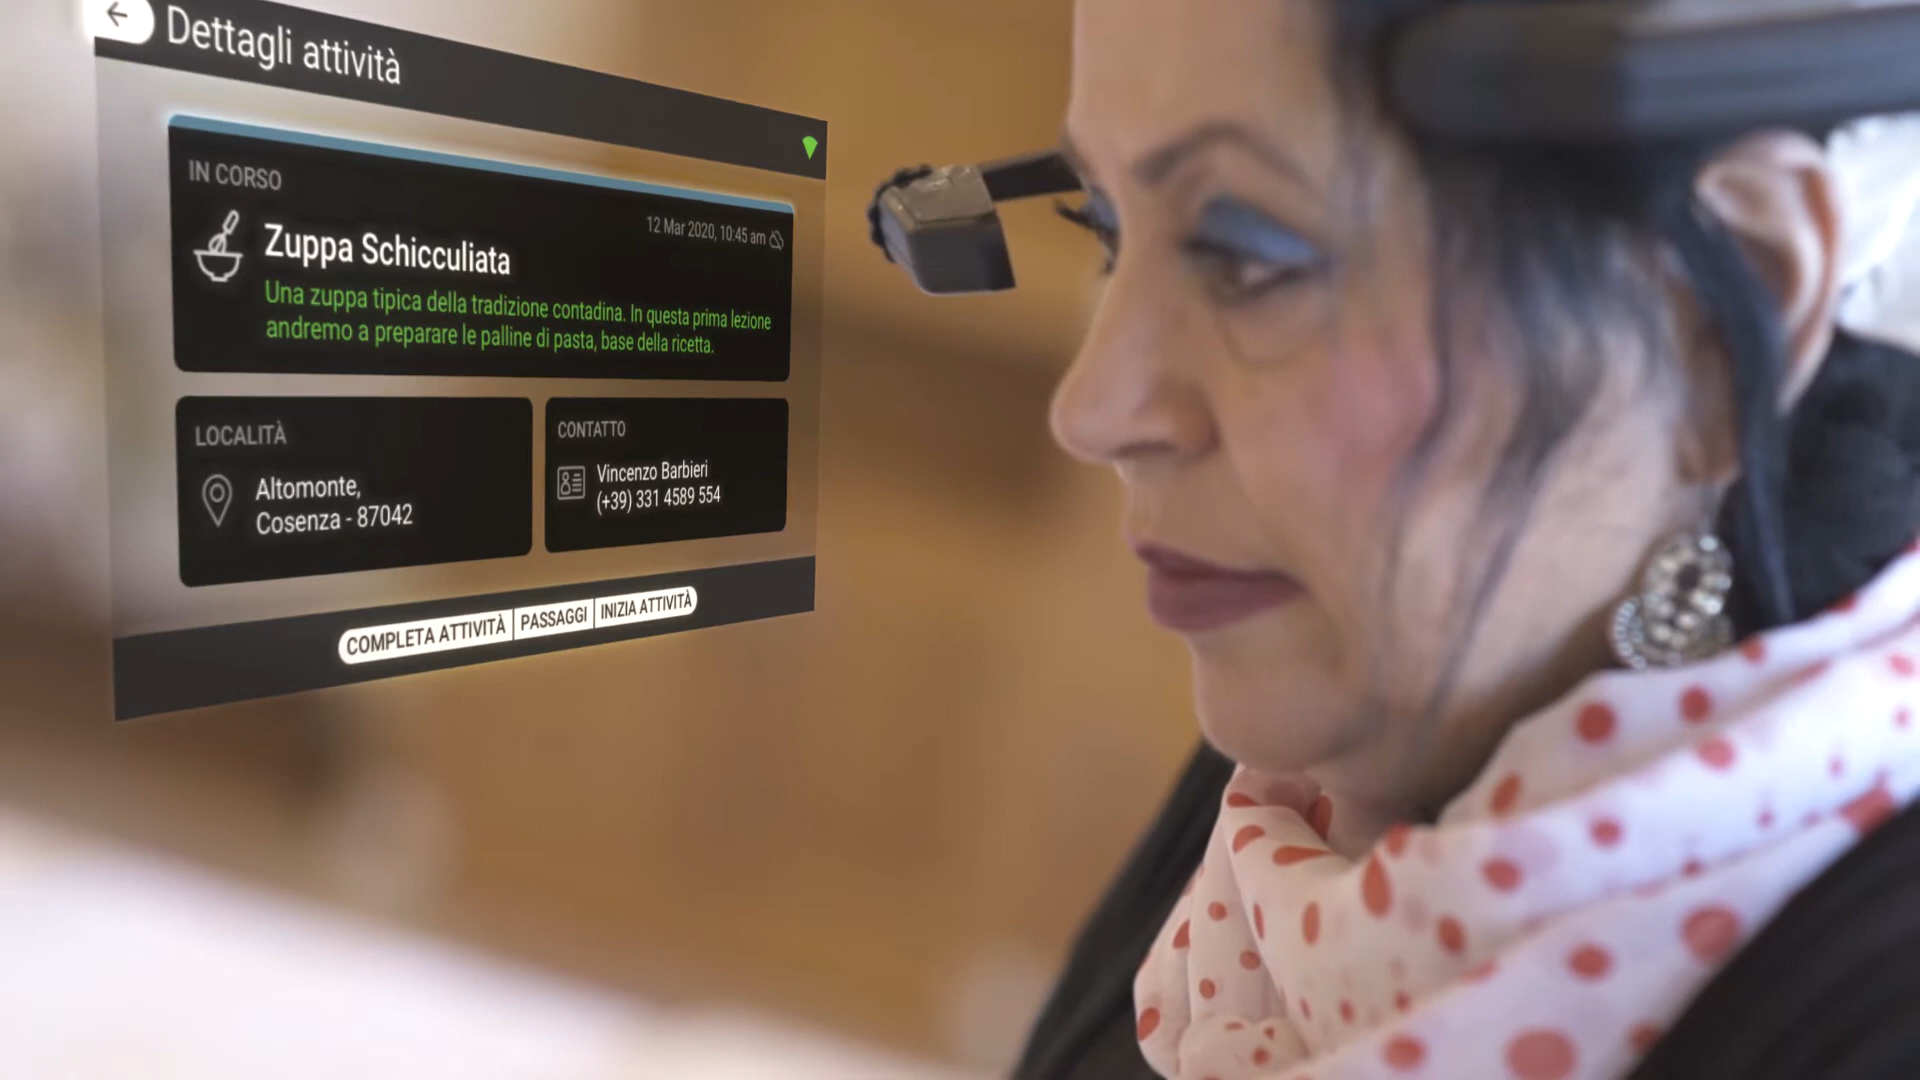 Dettagli attività
IN CORSO
12 Mar 2020, 10:45 am
Zuppa Schicculiata
Una zuppa tipica della tradizione contadina. In questa prima lezione
andremo a preparare le palline di pasta, base della ricetta.
LOCALITÀ
Altomonte,
Cosenza - 87042
CONTATTO
Vincenzo Barbieri
(+39) 331 4589 554
COMPLETA ATTIVITÀ
PASSAGGI
INIZIA ATTIVITÀ